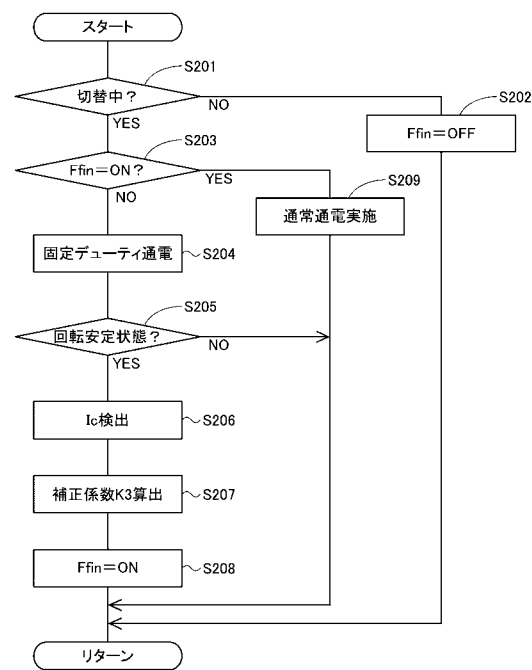 スタート
S201
切替中？
NO
S202
YES
Ffin＝OFF
S203
Ffin＝ON？
YES
S209
NO
通常通電実施
固定デューティ通電
S204
S205
回転安定状態？
NO
YES
Ic検出
S206
補正係数K3算出
S207
Ffin＝ON
S208
リターン